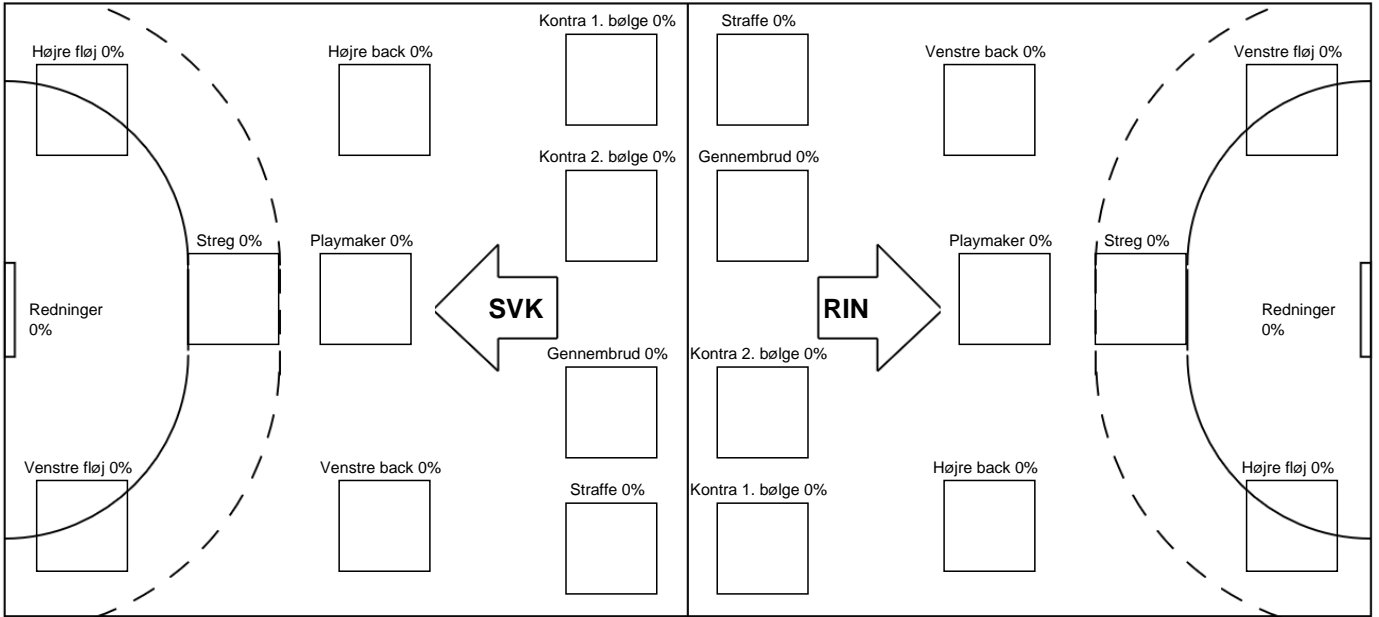 Kontra 1. bølge 0%
Straffe 0%
Højre fløj 0%
Højre back 0%
Venstre back 0%
Venstre fløj 0%
Kontra 2. bølge 0%
Gennembrud 0%
Streg 0%
Playmaker 0%
Playmaker 0%
Streg 0%
Redninger
0%
SVK
RIN
Redninger
0%
Gennembrud 0%
Kontra 2. bølge 0%
Venstre fløj 0%
Venstre back 0%
Højre back 0%
Højre fløj 0%
Straffe 0%
Kontra 1. bølge 0%